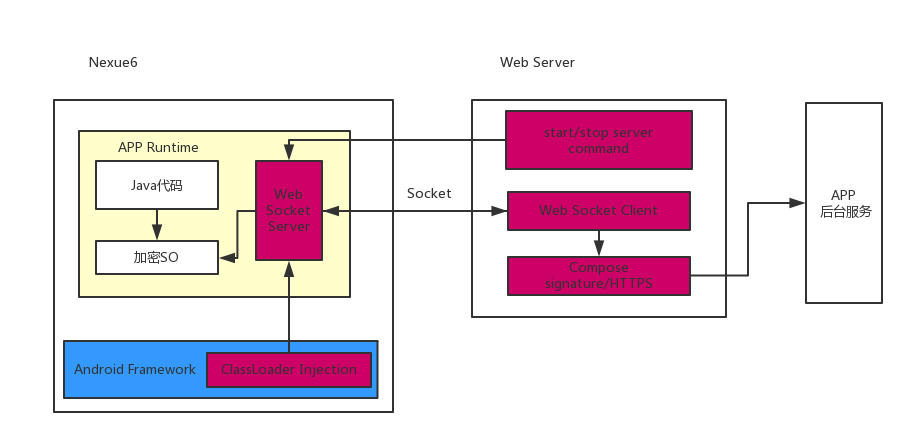 Nexue6
Web Server
APP Runtime
Java代码
加密SO
Web
Socket
Server
Socket
start/stop server
command
Web Socket Client
Compose
signature/HTTPS
APP
后台服务
Android Framework
ClassLoader Injection